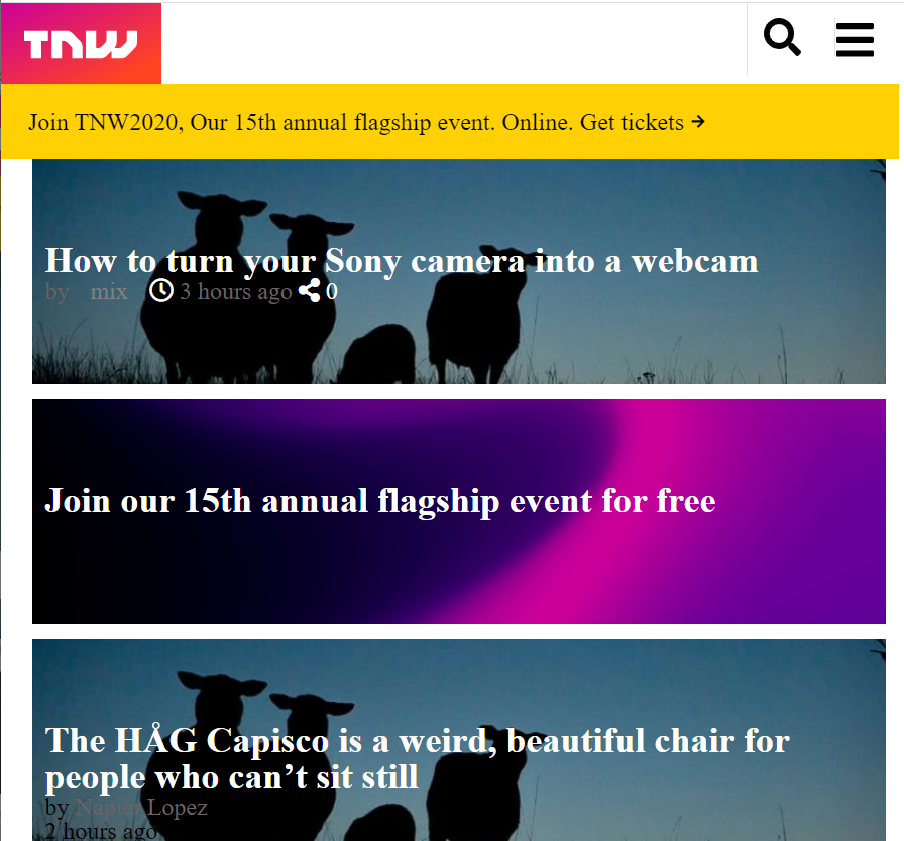 TNW
Join TNW2020, Our 15th annual flagship event. Online. Get tickets →
How to turn your Sony camera into a webcam
by mix 3 hours ago 0
Join our 15th annual flagship event for free
The HÅG Capisco is a weird, beautiful chair for
people who can’t sit still
by Napier Lopez
2 hours ago